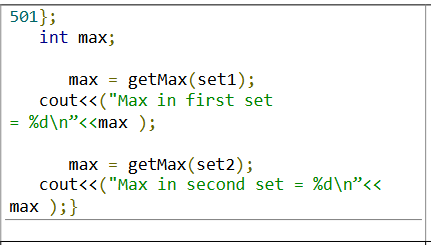 501};
int max;
max = getMax(set1);
cout<<("Max in first set
= %d\n”<<max );
max = getMax(set2);
cout<<("Max in second set = %d\n”<<
max );}